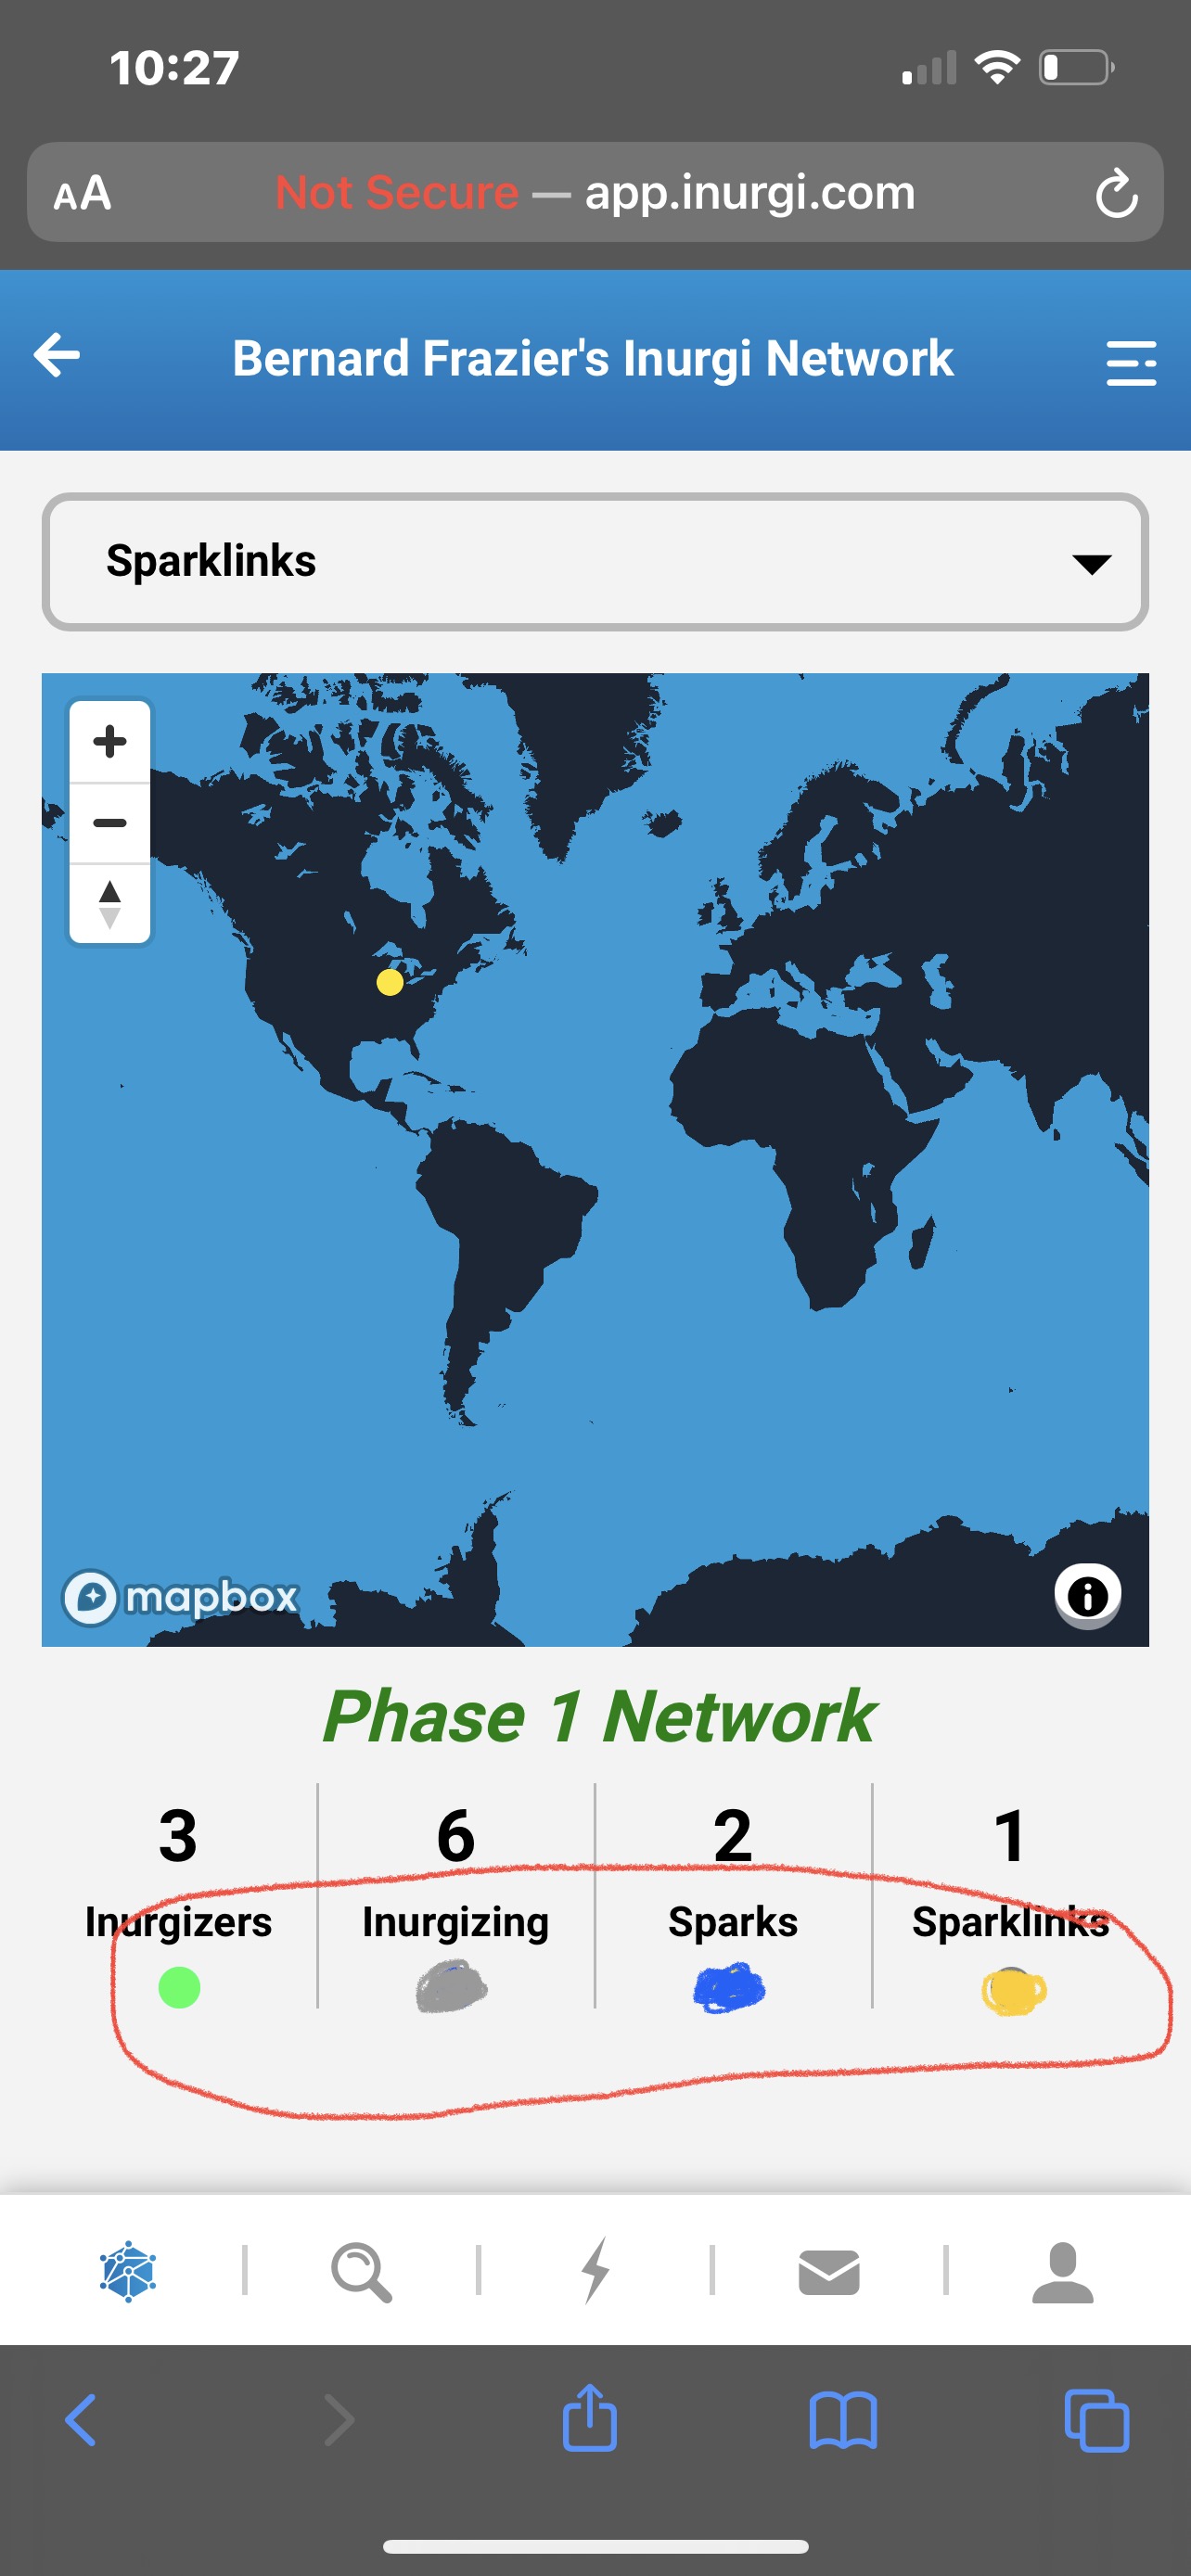 10:27
AA Not Secure — app.inurgi.com
Bernard Frazier's Inurgi Network
Sparklinks
mapbox
Phase 1 Network
3 6 2 1
Inurgizers Inurgizing Sparks Sparklinks